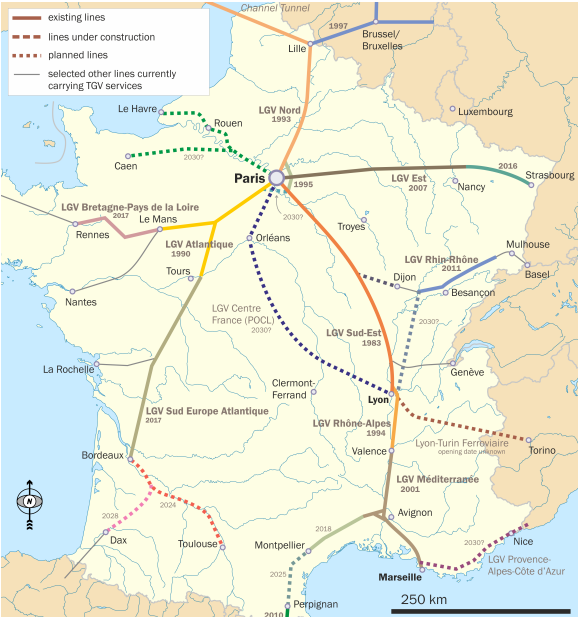 existing lines
lines under construction
planned lines
selected other lines currently
carrying TGV services
Channel Tunnel
1997
Lille
Brussel/
Bruxelles
LGV Nord
1993
Le Havre
Rouen
Luxembourg
Caen
2030?
Paris
1995
LGV Est
2007
2016
Strasbourg
Nancy
LGV Bretagne-Pays de la Loire
2017
Le Mans
Rennes
2030?
Troyes
LGV Atlantique
1990
Orléans
Mulhouse
LGV Rhin-Rhône
2011
Basel
Tours
Dijon
Besançon
Nantes
LGV Centre
France (POCL)
2030?
2030?
LGV Sud-Est
1983
La Rochelle
Genève
Clermont-
Ferrand
Lyon
LGV Sud Europe Atlantique
2017
LGV Rhône-Alpes
1994
Lyon-Turin Ferroviaire
opening date unknown
Torino
Valence
Bordeaux
LGV Méditerranée
2001
N
2028
2024
Avignon
Dax
Toulouse
2018
Montpellier
2030?
Nice
LGV Provence-
Alpes-Côte d'Azur
2025
Marseille
Perpignan
2010
250 km